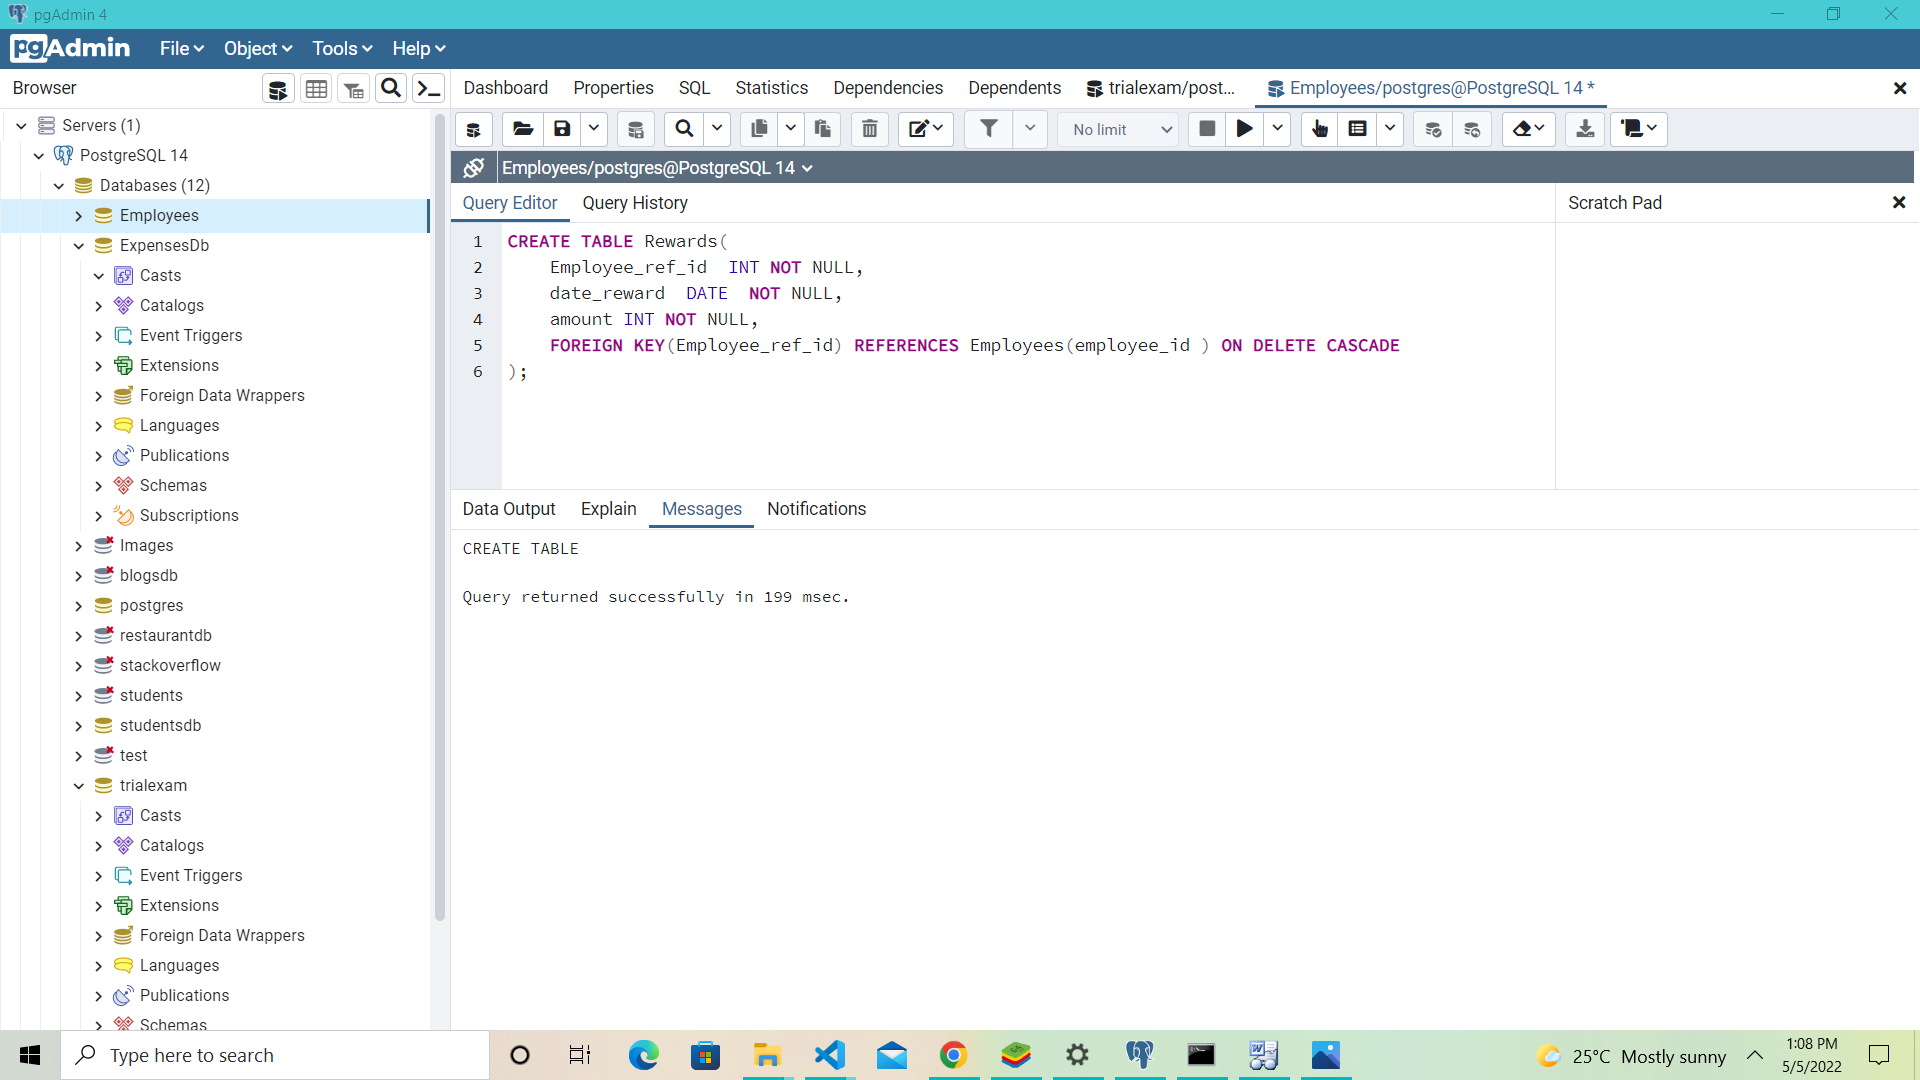 pgAdmin 4
pgAdmin File Object Tools Help
Browser
Dashboard Properties SQL Statistics Dependencies Dependents trialexam/post... Employees/postgres@PostgreSQL 14 *
No limit
Employees/postgres@PostgreSQL 14
Query Editor Query History
Scratch Pad
Servers (1)
PostgreSQL 14
Databases (12)
Employees
ExpensesDb
Casts
Catalogs
Event Triggers
Extensions
Foreign Data Wrappers
Languages
Publications
Schemas
Subscriptions
Images
blogsdb
postgres
restaurantdb
stackoverflow
students
studentsdb
test
trialexam
Casts
Catalogs
Event Triggers
Extensions
Foreign Data Wrappers
Languages
Publications
Schemas
1 CREATE TABLE Rewards(
2 Employee_ref_id  INT NOT NULL,
3 date_reward  DATE  NOT NULL,
4 amount INT NOT NULL,
5 FOREIGN KEY(Employee_ref_id) REFERENCES Employees(employee_id ) ON DELETE CASCADE
6 );
Data Output Explain Messages Notifications
CREATE TABLE
Query returned successfully in 199 msec.
Type here to search
25°C Mostly sunny
1:08 PM
5/5/2022